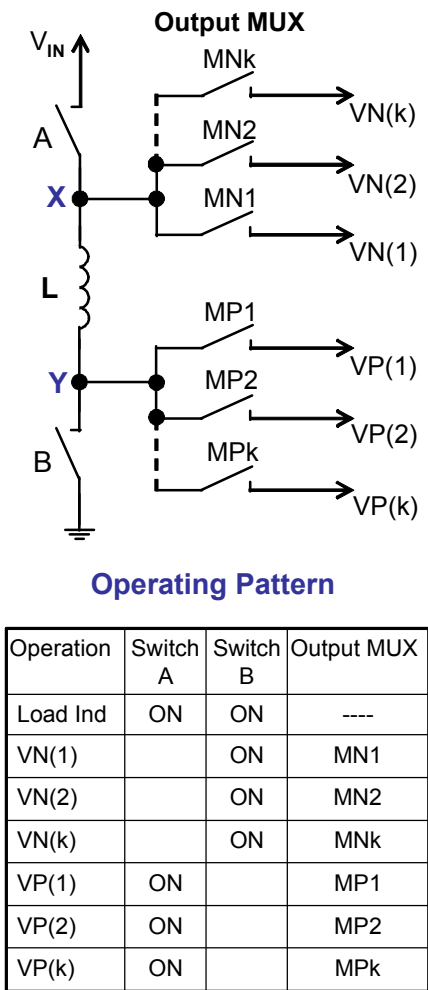 Output MUX
V_IN
MNk
VN(k)
A
MN2
VN(2)
X
MN1
VN(1)
L
MP1
VP(1)
Y
MP2
VP(2)
B
MPk
VP(k)
Operating Pattern
Operation Switch A Switch B Output MUX
Load Ind ON ON ----
VN(1) ON MN1
VN(2) ON MN2
VN(k) ON MNk
VP(1) ON MP1
VP(2) ON MP2
VP(k) ON MPk